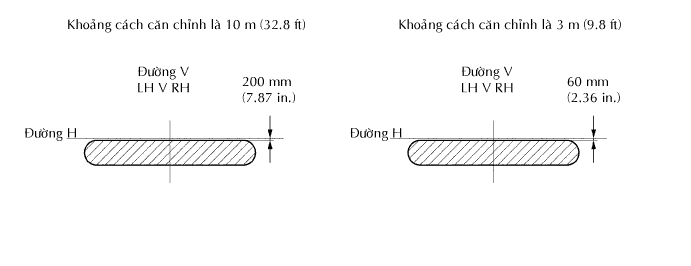 Khoảng cách căn chỉnh là 10 m (32.8 ft)
Đường V
LH V RH
200 mm
(7.87 in.)
Đường H
Khoảng cách căn chỉnh là 3 m (9.8 ft)
Đường V
LH V RH
60 mm
(2.36 in.)
Đường H